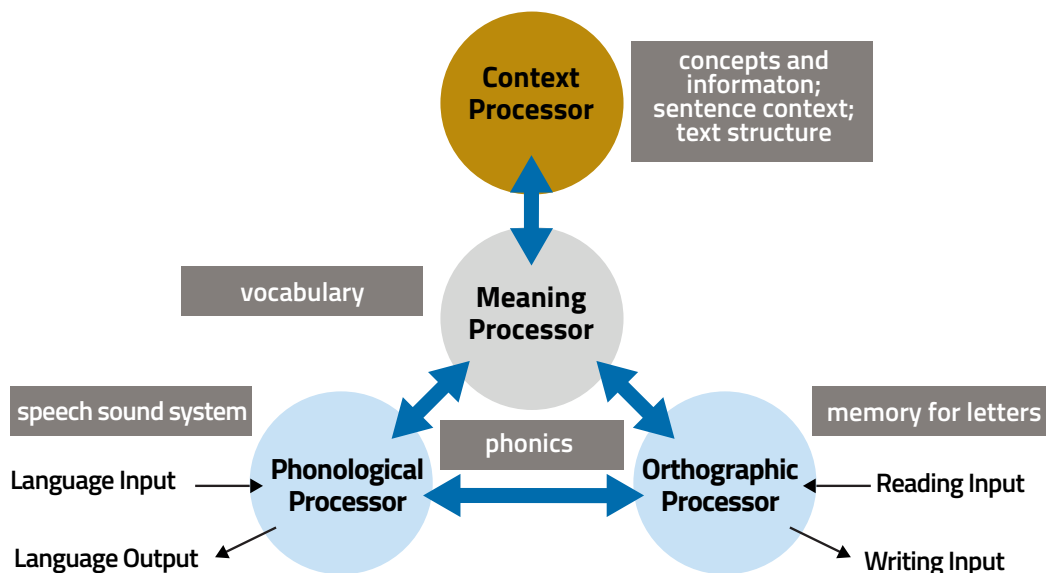 Context
Processor
concepts and
informaton;
sentence context;
text structure
vocabulary
Meaning
Processor
speech sound system
phonics
memory for letters
Phonological
Processor
Orthographic
Processor
Language Input
Reading Input
Language Output
Writing Input